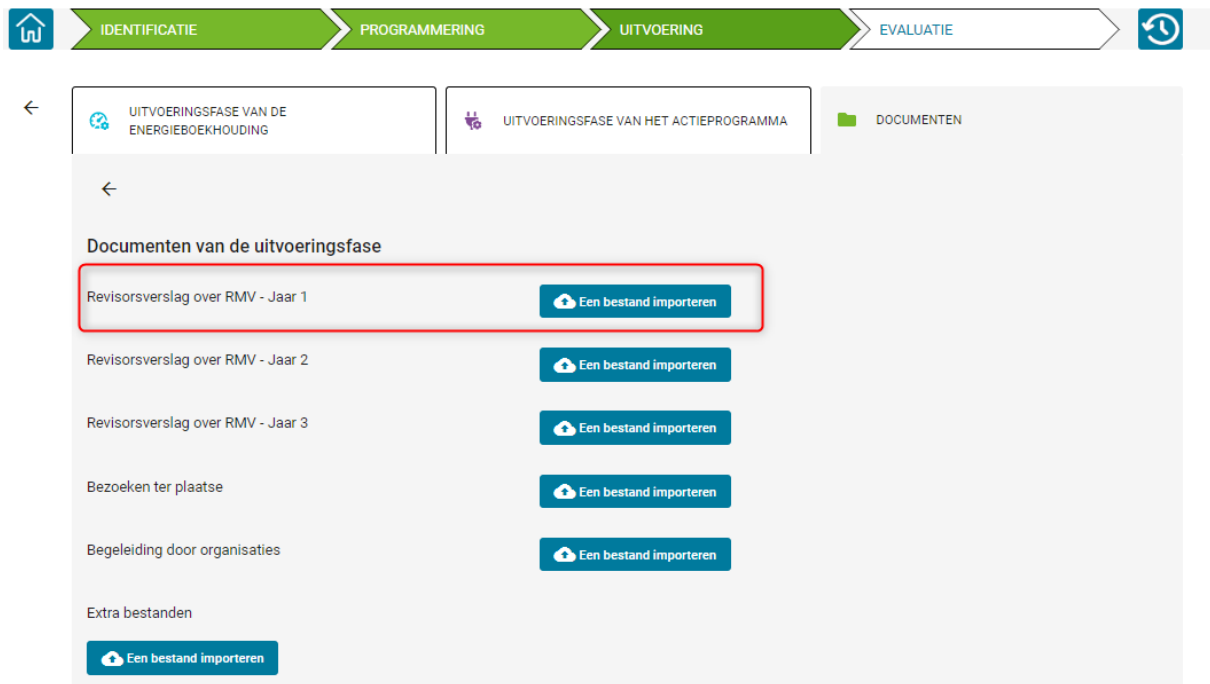 IDENTIFICATIE
PROGRAMMERING
UITVOERING
EVALUATIE
UITVOERINGSFASE VAN DE
ENERGIEBOEKHOUDING
UITVOERINGSFASE VAN HET ACTIEPROGRAMMA
DOCUMENTEN
Documenten van de uitvoeringsfase
Revisorsverslag over RMV - Jaar 1
Een bestand importeren
Revisorsverslag over RMV - Jaar 2
Een bestand importeren
Revisorsverslag over RMV - Jaar 3
Een bestand importeren
Bezoeken ter plaatse
Een bestand importeren
Begeleiding door organisaties
Een bestand importeren
Extra bestanden
Een bestand importeren